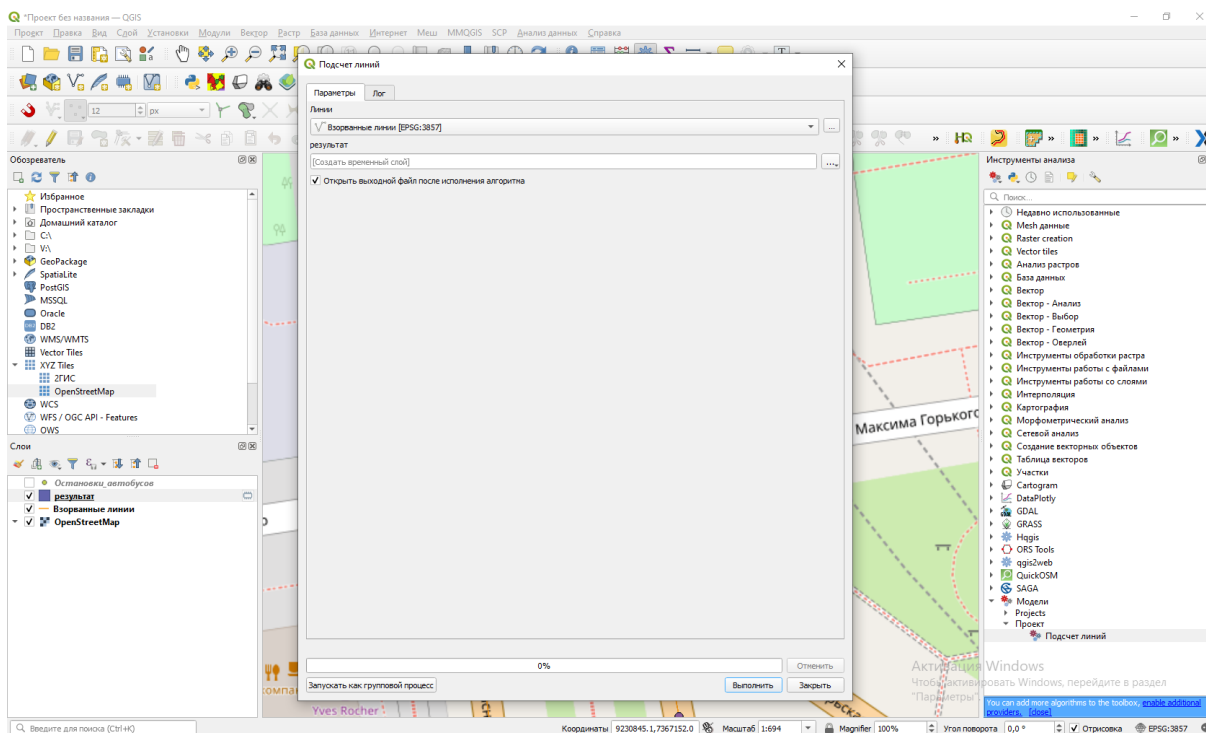 *Проект без названия — QGIS
Проект Правка Вид Слой Установки Модули Вектор Растр База данных Интернет Меш MMQGIS SCP Анализ данных Справка
12 px
Обозреватель
Избранное
Пространственные закладки
Домашний каталог
C:\
V:\
GeoPackage
SpatiaLite
PostGIS
MSSQL
Oracle
DB2
WMS/WMTS
Vector Tiles
XYZ Tiles
2ГИС
OpenStreetMap
WCS
WFS / OGC API - Features
OWS
Слои
Остановки_автобусов
результат
Взорванные линии
OpenStreetMap
Подсчет линий
Параметры Лог
Линии
Взорванные линии [EPSG:3857]
...
результат
[Создать временный слой]
...
Открыть выходной файл после исполнения алгоритма
0%
Отменить
Запускать как групповой процесс
Выполнить Закрыть
Максима Горького
Yves Rocher
Инструменты анализа
Поиск...
Недавно использованные
Mesh данные
Raster creation
Vector tiles
Анализ растров
База данных
Вектор
Вектор - Анализ
Вектор - Выбор
Вектор - Геометрия
Вектор - Оверлей
Инструменты обработки растра
Инструменты работы с файлами
Инструменты работы со слоями
Интерполяция
Картография
Морфометрический анализ
Сетевой анализ
Создание векторных объектов
Таблица векторов
Участки
Cartogram
DataPlotly
GDAL
GRASS
Hqgis
ORS Tools
qgis2web
QuickOSM
SAGA
Модели
Projects
Проект
Подсчет линий
Активация Windows
Чтобы активировать Windows, перейдите в раздел
"Параметры".
You can add more algorithms to the toolbox, enable additional
providers. [close]
Введите для поиска (Ctrl+K)
Координаты 9230845.1,7367152.0 Масштаб 1:694 Magnifier 100% Угол поворота 0,0 ° Отрисовка EPSG:3857